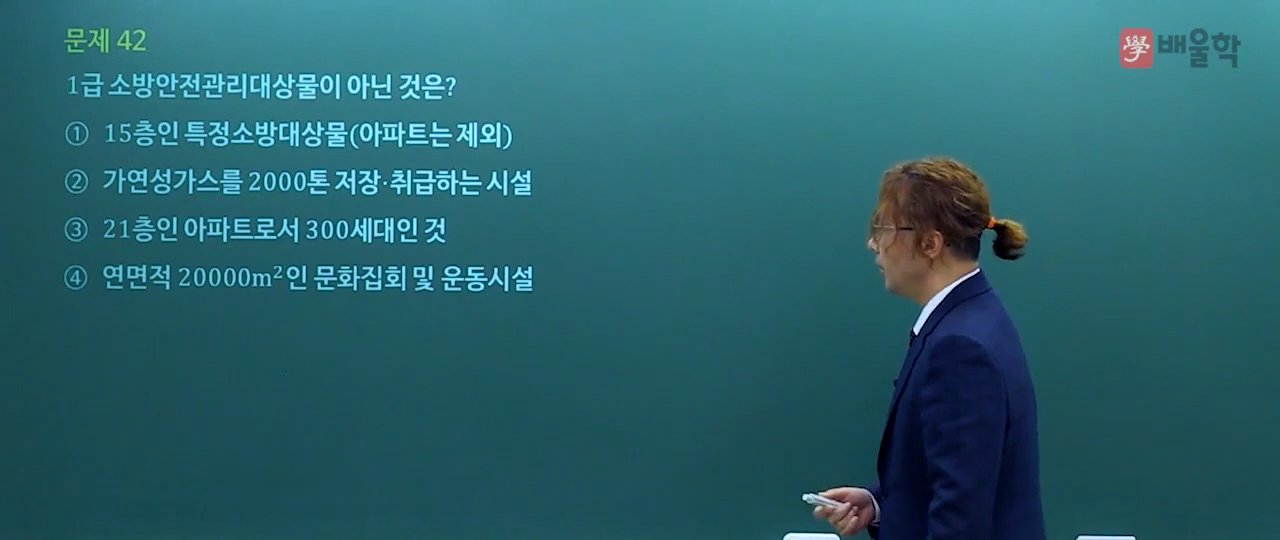 문제 42
學 배울학
1급 소방안전관리대상물이 아닌 것은?
① 15층인 특정소방대상물(아파트는 제외)
② 가연성가스를 2000톤 저장·취급하는 시설
③ 21층인 아파트로서 300세대인 것
④ 연면적 20000m²인 문화집회 및 운동시설